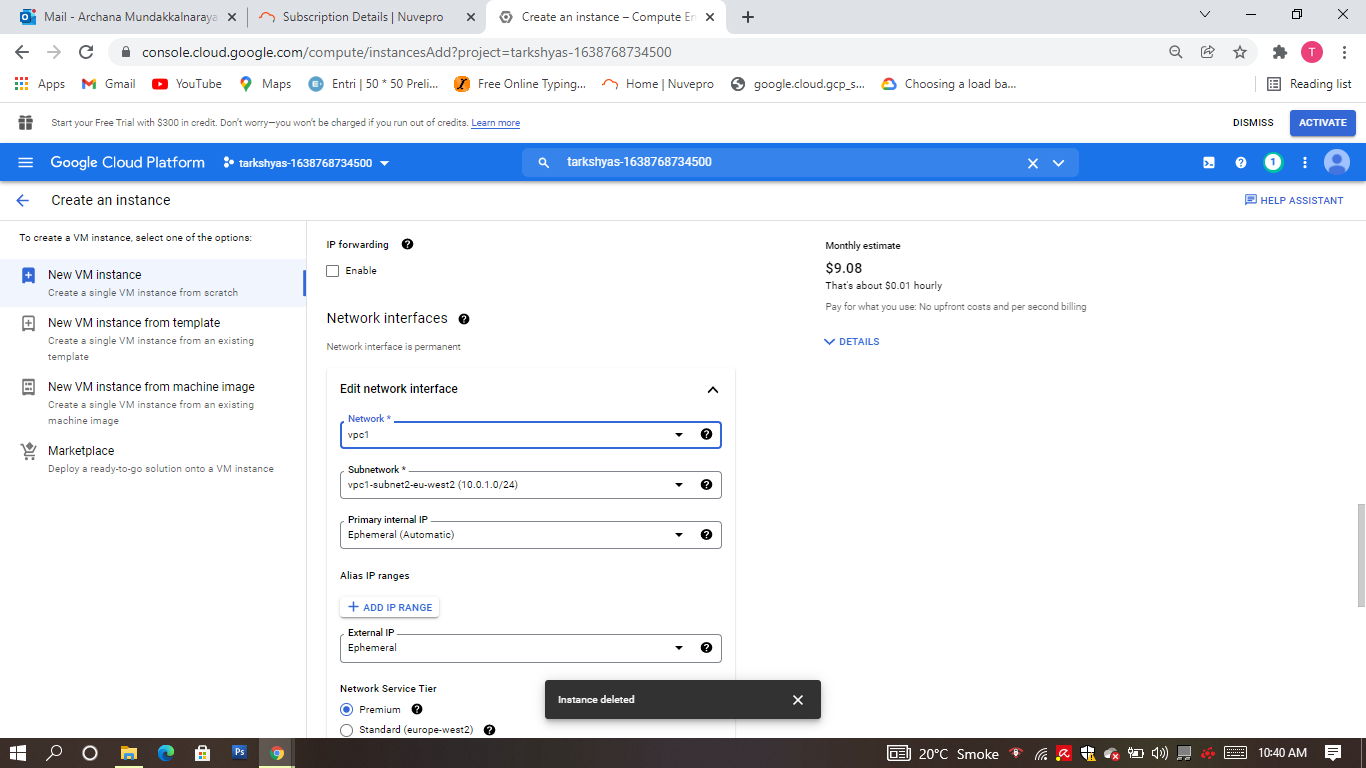 Mail - Archana Mundakkalnaraya
Subscription Details | Nuvepro
Create an instance – Compute En
console.cloud.google.com/compute/instancesAdd?project=tarkshyas-1638768734500
T
Apps
Gmail
YouTube
Maps
Entri | 50 * 50 Preli...
Free Online Typing...
Home | Nuvepro
google.cloud.gcp_s...
Choosing a load ba...
Reading list
Start your Free Trial with $300 in credit. Don't worry—you won't be charged if you run out of credits. Learn more
DISMISS
ACTIVATE
Google Cloud Platform
tarkshyas-1638768734500
tarkshyas-1638768734500
1
Create an instance
HELP ASSISTANT
To create a VM instance, select one of the options:
New VM instance
Create a single VM instance from scratch
New VM instance from template
Create a single VM instance from an existing
template
New VM instance from machine image
Create a single VM instance from an existing
machine image
Marketplace
Deploy a ready-to-go solution onto a VM instance
IP forwarding
Enable
Network interfaces
Network interface is permanent
Edit network interface
Network *
vpc1
Subnetwork *
vpc1-subnet2-eu-west2 (10.0.1.0/24)
Primary internal IP
Ephemeral (Automatic)
Alias IP ranges
ADD IP RANGE
External IP
Ephemeral
Network Service Tier
Premium
Standard (europe-west2)
Monthly estimate
$9.08
That's about $0.01 hourly
Pay for what you use: No upfront costs and per second billing
DETAILS
Instance deleted
Ps
20°C Smoke
10:40 AM